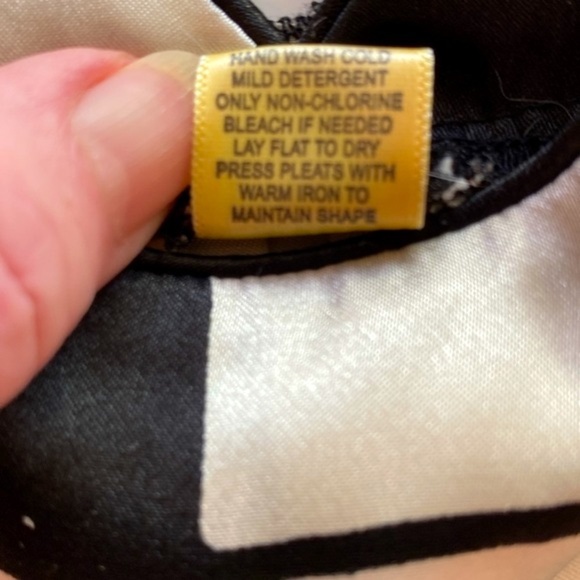 HAND WASH COLD
MILD DETERGENT
ONLY NON-CHLORINE
BLEACH IF NEEDED
LAY FLAT TO DRY
PRESS PLEATS WITH
WARM IRON TO
MAINTAIN SHAPE